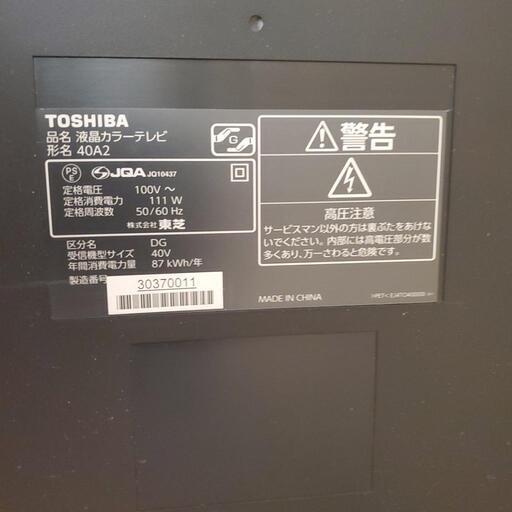 TOSHIBA
品名 液晶カラーテレビ
形名 40A2
G
PS
E
JQA JQ10437
定格電圧 100V ～
定格消費電力 111 W
定格周波数 50/60 Hz
株式会社 東芝
区分名 DG
受信機型サイズ 40V
年間消費電力量 87 kWh/年
製造番号
30370011
警告
高圧注意
サービスマン以外の方は裏ぶたをあけな
いでください。内部には高電圧部分が数
多くあり、万一さわると危険です。
MADE IN CHINA